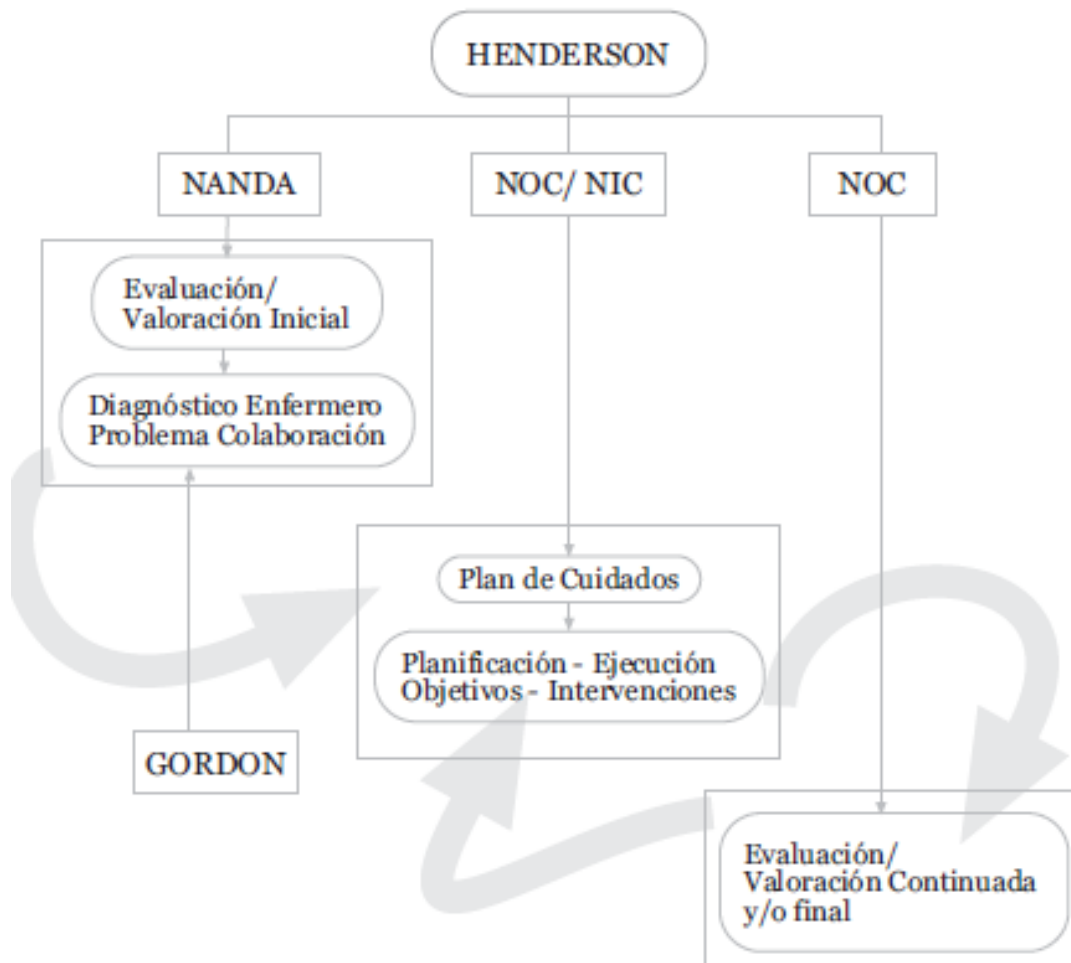 HENDERSON
NANDA
NOC/ NIC
NOC
Evaluación/
Valoración Inicial
Diagnóstico Enfermero
Problema Colaboración
Plan de Cuidados
Planificación - Ejecución
Objetivos - Intervenciones
GORDON
Evaluación/
Valoración Continuada
y/o final